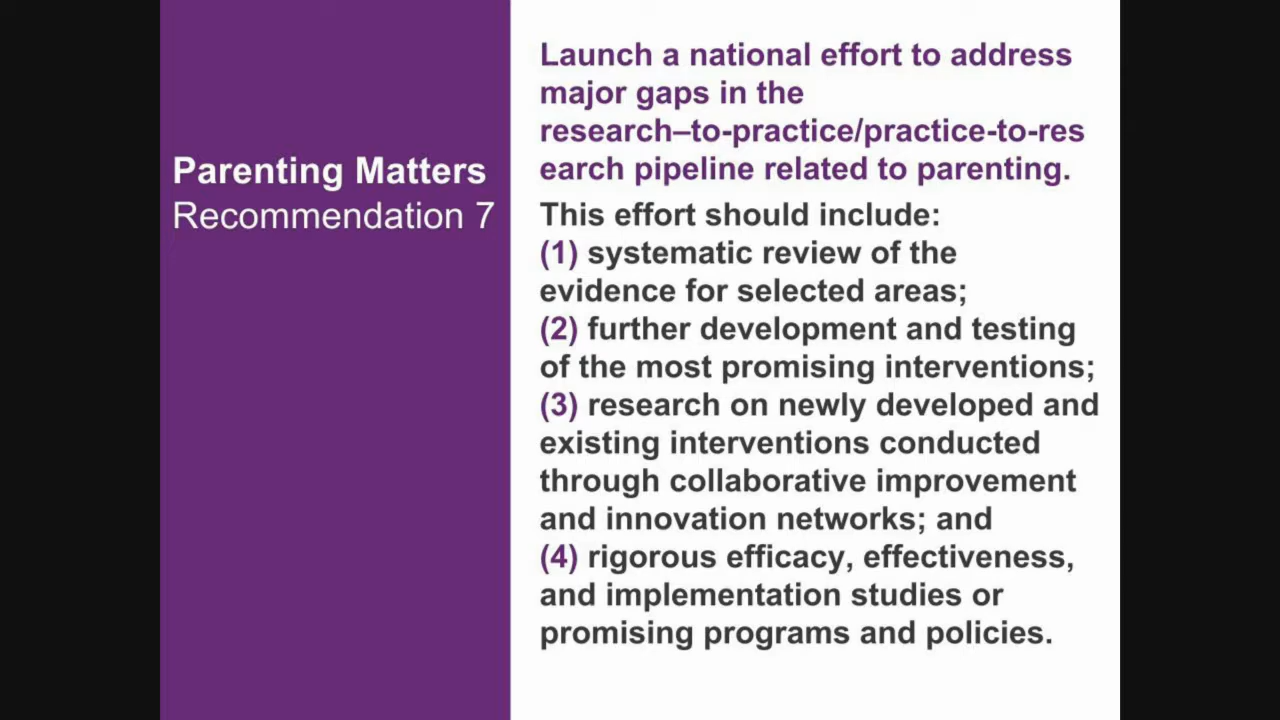 Parenting Matters
Recommendation 7
Launch a national effort to address
major gaps in the
research–to-practice/practice-to-res
earch pipeline related to parenting.
This effort should include:
(1) systematic review of the
evidence for selected areas;
(2) further development and testing
of the most promising interventions;
(3) research on newly developed and
existing interventions conducted
through collaborative improvement
and innovation networks; and
(4) rigorous efficacy, effectiveness,
and implementation studies or
promising programs and policies.